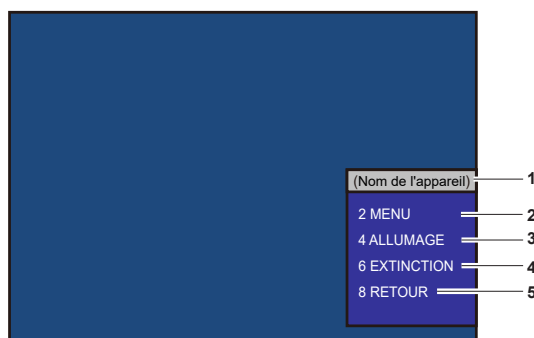 (Nom de l'appareil)
1
2 MENU
2
4 ALLUMAGE
3
6 EXTINCTION
4
8 RETOUR
5